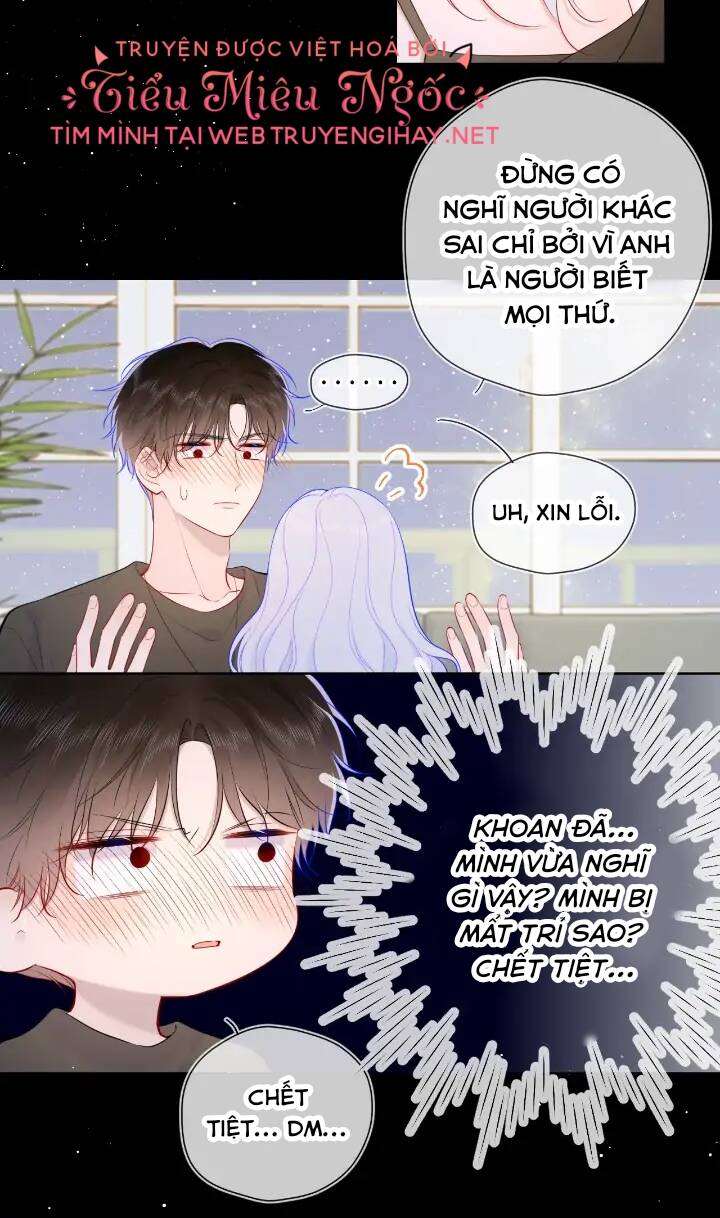 TRUYỆN ĐƯỢC VIỆT HOÁ BỞI
Tiểu Miêu Ngốc
TÌM MÌNH TẠI WEB TRUYENGIHAY.NET
ĐỪNG CÓ
NGHĨ NGƯỜI KHÁC
SAI CHỈ BỞI VÌ ANH
LÀ NGƯỜI BIẾT
MỌI THỨ.
......
UH, XIN LỖI.
KHOAN ĐÃ...
MÌNH VỪA NGHĨ
GÌ VẬY? MÌNH BỊ
MẤT TRÍ SAO?
CHẾT TIỆT...
CHẾT
TIỆT... DM...